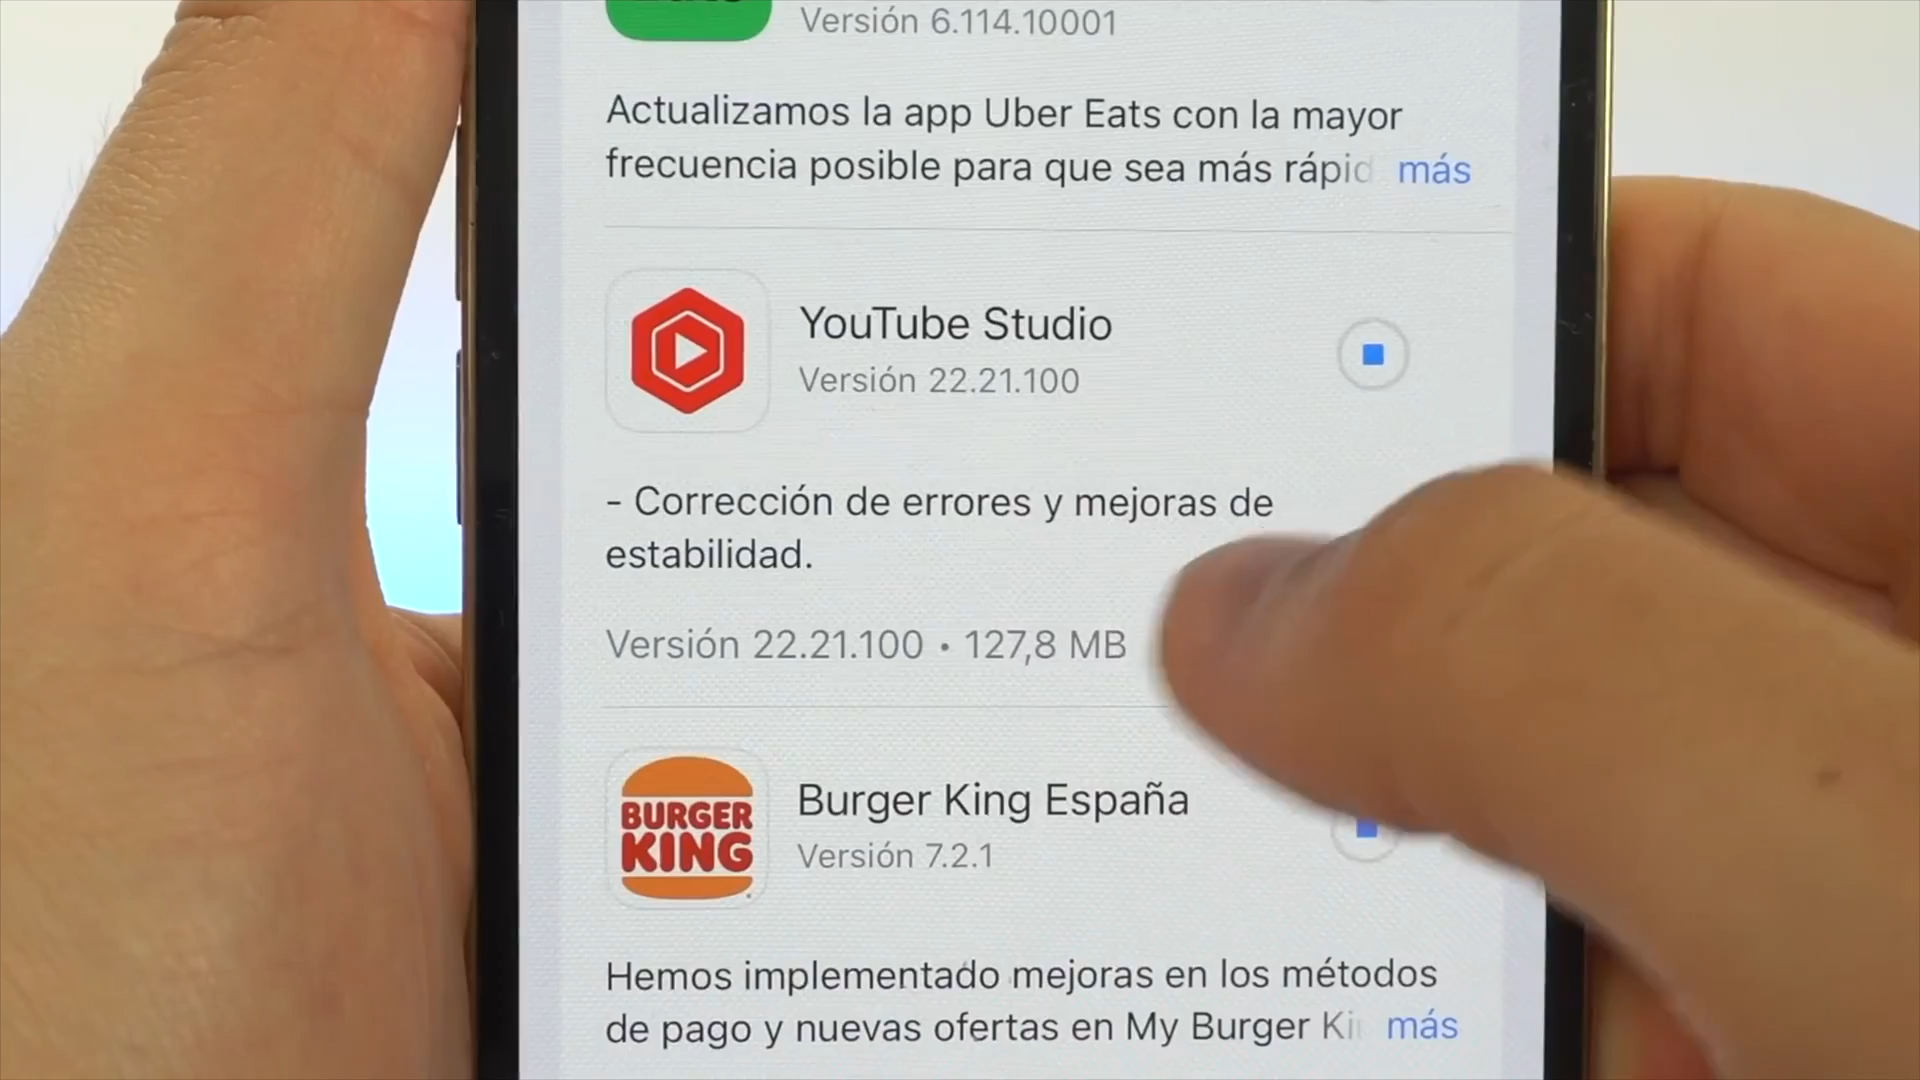 Versión 6.114.10001
Actualizamos la app Uber Eats con la mayor
frecuencia posible para que sea más rápid más
YouTube Studio
Versión 22.21.100
- Corrección de errores y mejoras de
estabilidad.
Versión 22.21.100 • 127,8 MB
BURGER
KING
Burger King España
Versión 7.2.1
Hemos implementado mejoras en los métodos
de pago y nuevas ofertas en My Burger Ki más